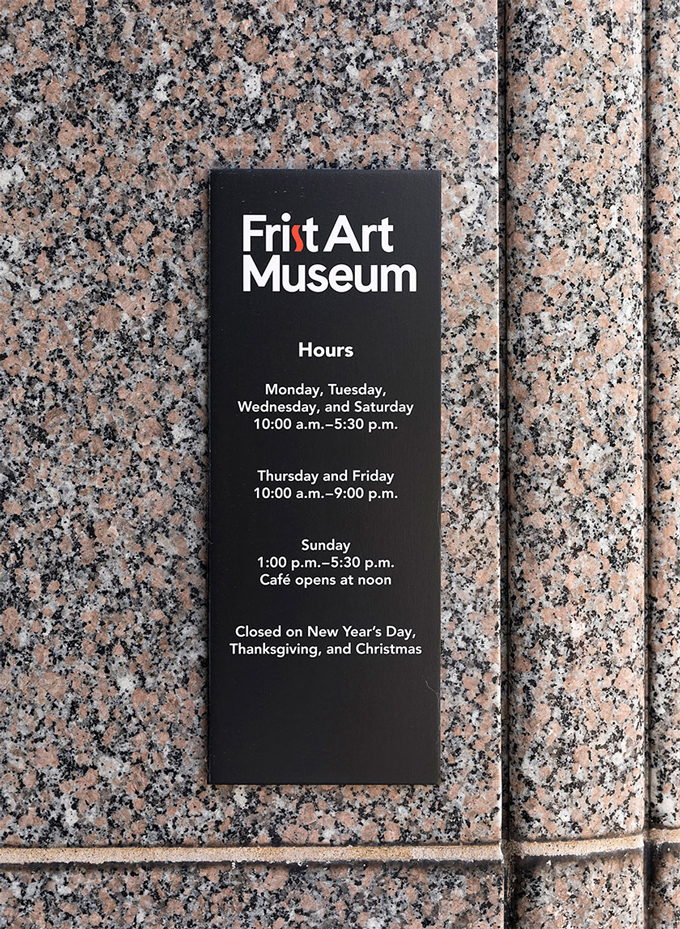 Frist Art
Museum
Hours
Monday, Tuesday,
Wednesday, and Saturday
10:00 a.m.–5:30 p.m.
Thursday and Friday
10:00 a.m.–9:00 p.m.
Sunday
1:00 p.m.–5:30 p.m.
Café opens at noon
Closed on New Year’s Day,
Thanksgiving, and Christmas